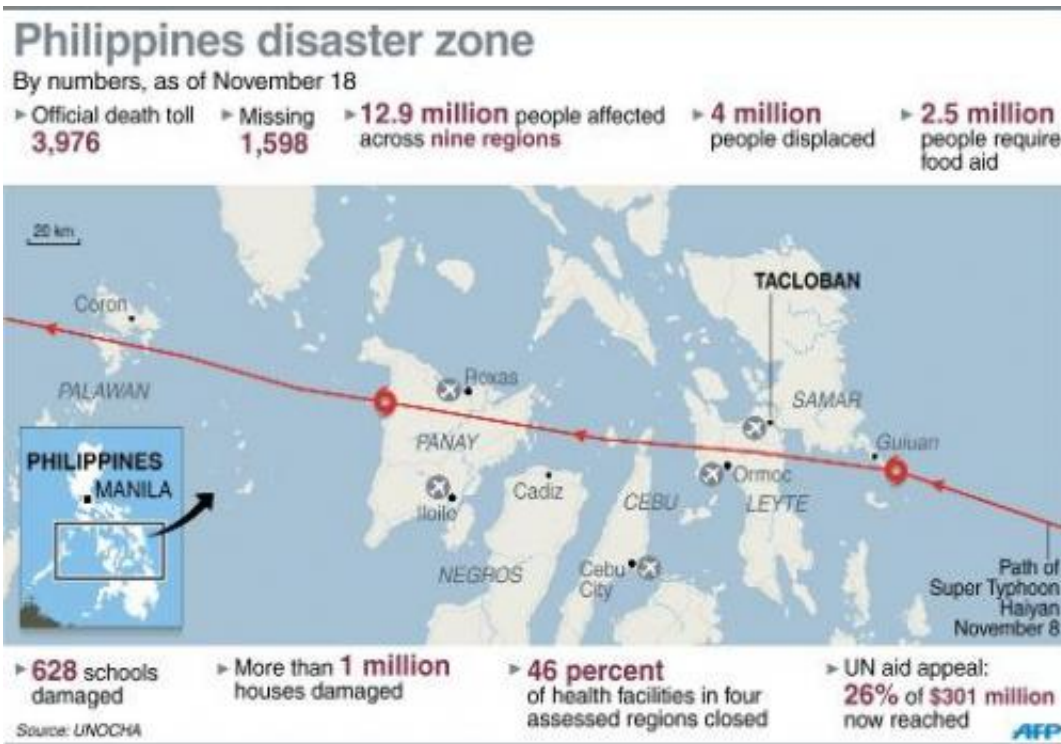 Philippines disaster zone
By numbers, as of November 18
Official death toll
3,976
Missing
1,598
12.9 million people affected
across nine regions
4 million
people displaced
2.5 million
people require
food aid
20 km
TACLOBAN
Coron
PALAWAN
Roxas
SAMAR
PANAY
Guiuan
Ormoc
Iloilo
Cadiz
CEBU
LEYTE
NEGROS
Cebu
City
PHILIPPINES
MANILA
Path of
Super Typhoon
Haiyan
November 8
628 schools
damaged
More than 1 million
houses damaged
46 percent
of health facilities in four
assessed regions closed
UN aid appeal:
26% of $301 million
now reached
Source: UNOCHA
AFP